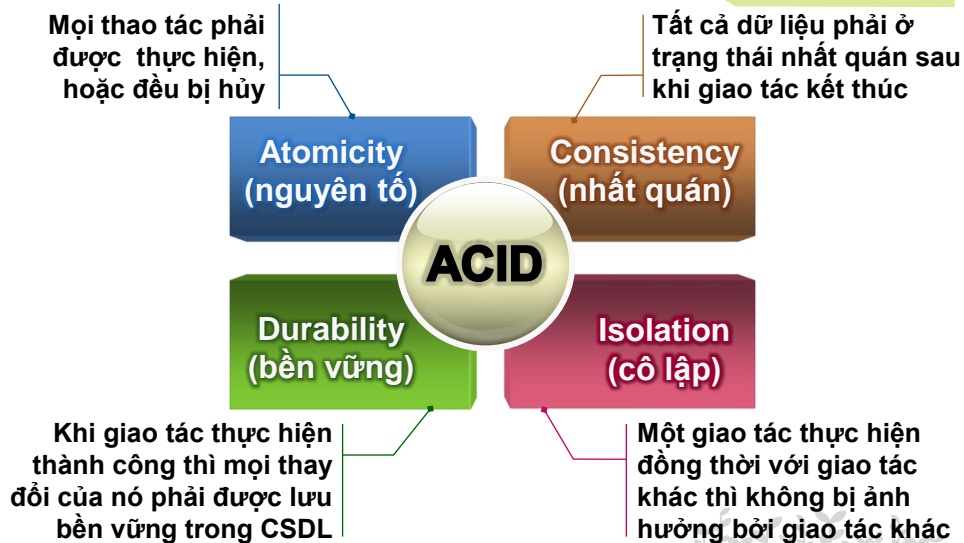 Mọi thao tác phải
được thực hiện,
hoặc đều bị hủy
Tất cả dữ liệu phải ở
trạng thái nhất quán sau
khi giao tác kết thúc
Atomicity
(nguyên tố)
Consistency
(nhất quán)
ACID
Durability
(bền vững)
Isolation
(cô lập)
Khi giao tác thực hiện
thành công thì mọi thay
đổi của nó phải được lưu
bền vững trong CSDL
Một giao tác thực hiện
đồng thời với giao tác
khác thì không bị ảnh
hưởng bởi giao tác khác